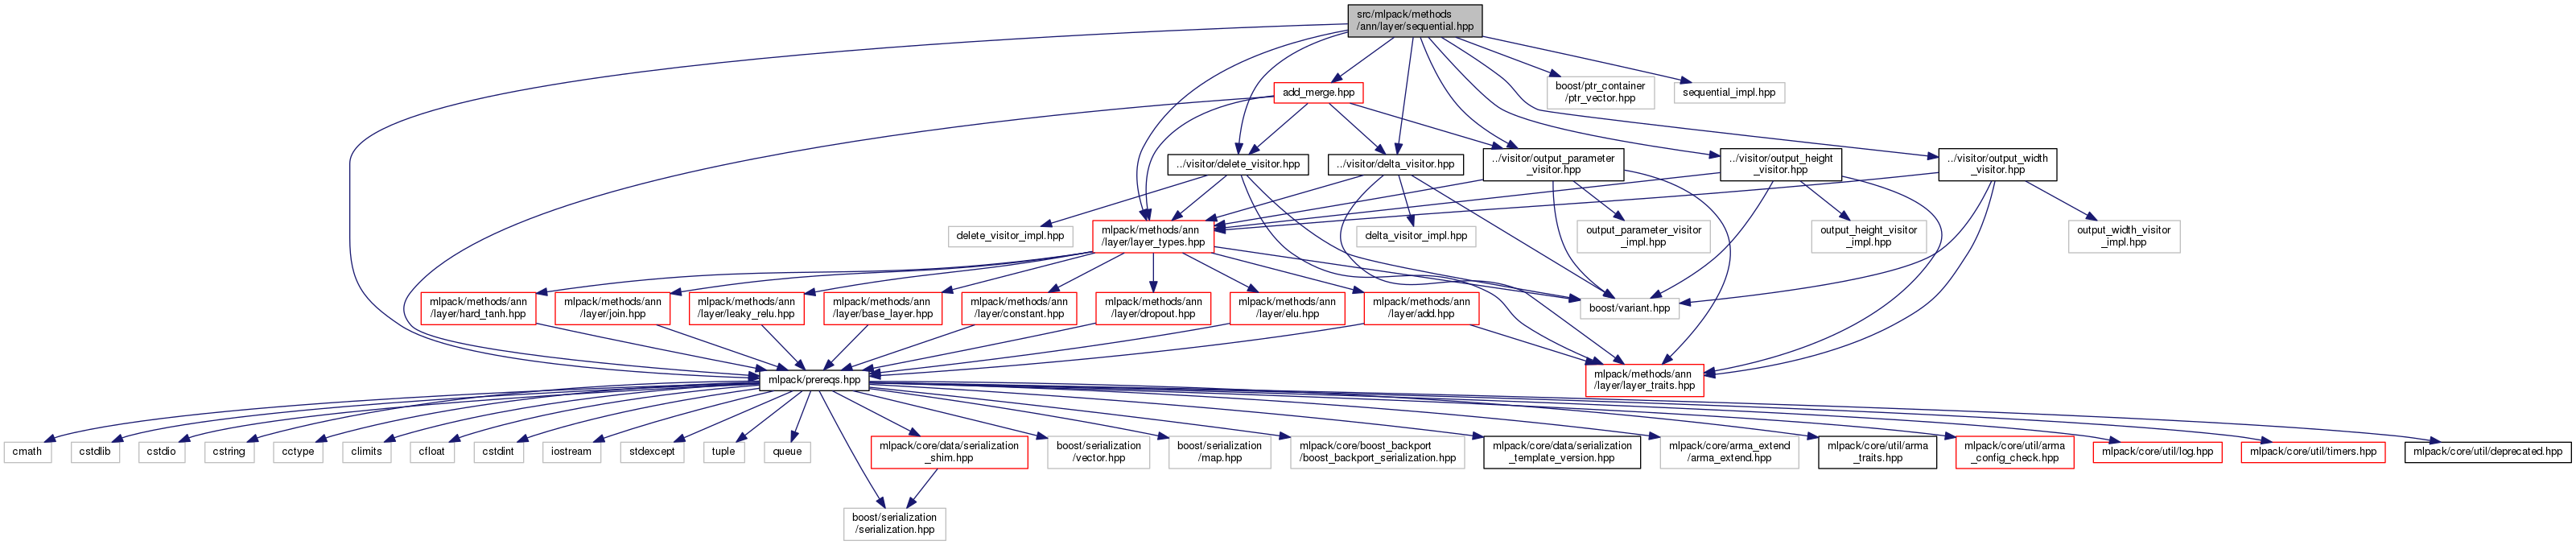 src/mlpack/methods
/ann/layer/sequential.hpp
add_merge.hpp
boost/ptr_container
/ptr_vector.hpp
sequential_impl.hpp
../visitor/delete_visitor.hpp
../visitor/delta_visitor.hpp
../visitor/output_parameter
_visitor.hpp
../visitor/output_height
_visitor.hpp
../visitor/output_width
_visitor.hpp
delete_visitor_impl.hpp
mlpack/methods/ann
/layer/layer_types.hpp
delta_visitor_impl.hpp
output_parameter_visitor
_impl.hpp
output_height_visitor
_impl.hpp
output_width_visitor
_impl.hpp
mlpack/methods/ann
/layer/hard_tanh.hpp
mlpack/methods/ann
/layer/join.hpp
mlpack/methods/ann
/layer/leaky_relu.hpp
mlpack/methods/ann
/layer/base_layer.hpp
mlpack/methods/ann
/layer/constant.hpp
mlpack/methods/ann
/layer/dropout.hpp
mlpack/methods/ann
/layer/elu.hpp
mlpack/methods/ann
/layer/add.hpp
boost/variant.hpp
mlpack/prereqs.hpp
mlpack/methods/ann
/layer/layer_traits.hpp
cmath
cstdlib
cstdio
cstring
cctype
climits
cfloat
cstdint
iostream
stdexcept
tuple
queue
mlpack/core/data/serialization
_shim.hpp
boost/serialization
/vector.hpp
boost/serialization
/map.hpp
mlpack/core/boost_backport
/boost_backport_serialization.hpp
mlpack/core/data/serialization
_template_version.hpp
mlpack/core/arma_extend
/arma_extend.hpp
mlpack/core/util/arma
_traits.hpp
mlpack/core/util/arma
_config_check.hpp
mlpack/core/util/log.hpp
mlpack/core/util/timers.hpp
mlpack/core/util/deprecated.hpp
boost/serialization
/serialization.hpp